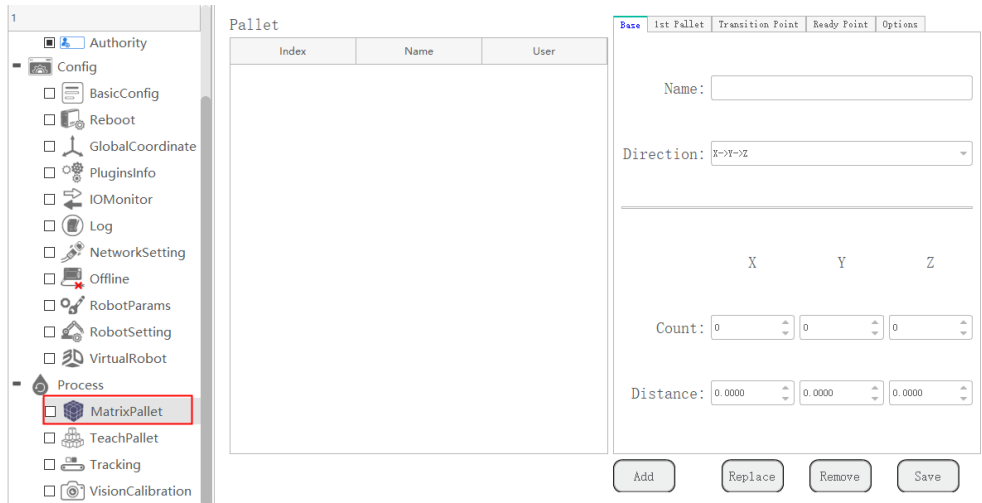 1
Authority
Config
BasicConfig
Reboot
GlobalCoordinate
PluginsInfo
IOMonitor
Log
NetworkSetting
Offline
RobotParams
RobotSetting
3D VirtualRobot
Process
MatrixPallet
TeachPallet
Tracking
VisionCalibration
Pallet
Index Name User
Base 1st Pallet Transition Point Ready Point Options
Name:
Direction: X->Y->Z
X Y Z
Count: 0 0 0
Distance: 0.0000 0.0000 0.0000
Add Replace Remove Save